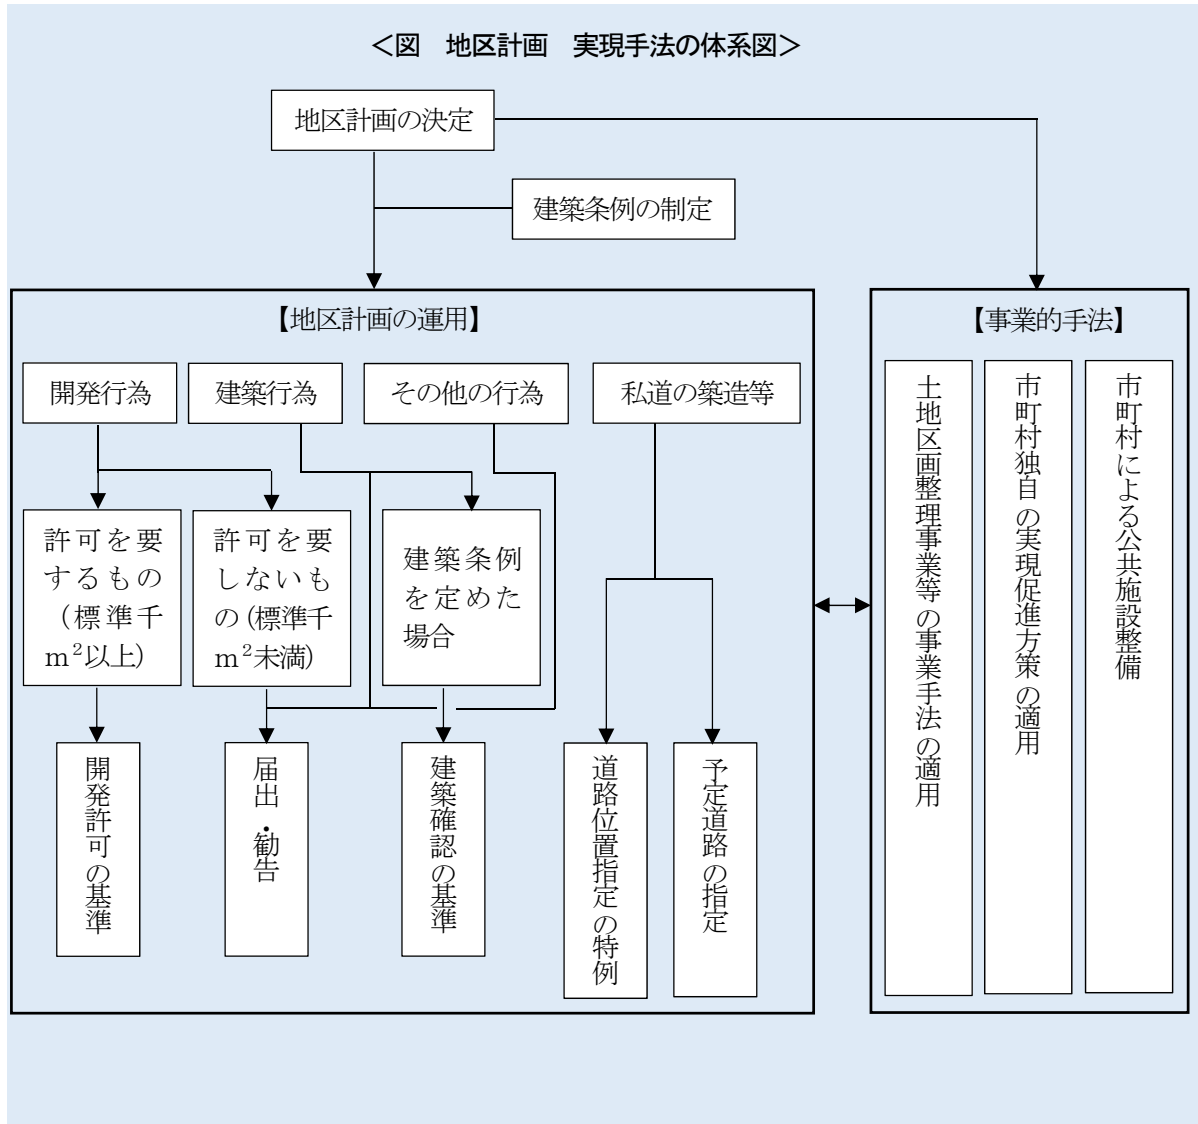 ＜図　地区計画　実現手法の体系図＞
地区計画の決定
建築条例の制定
【地区計画の運用】
開発行為
建築行為
その他の行為
私道の築造等
許可を要
するもの
（標準千
m²以上）
許可を要
しないも
の（標準千
m²未満）
建築条例
を定めた
場合
開発許可の基準
届出・勧告
建築確認の基準
道路位置指定の特例
予定道路の指定
【事業的手法】
土地区画整理事業等の事業手法の適用
市町村独自の実現促進方策の適用
市町村による公共施設整備